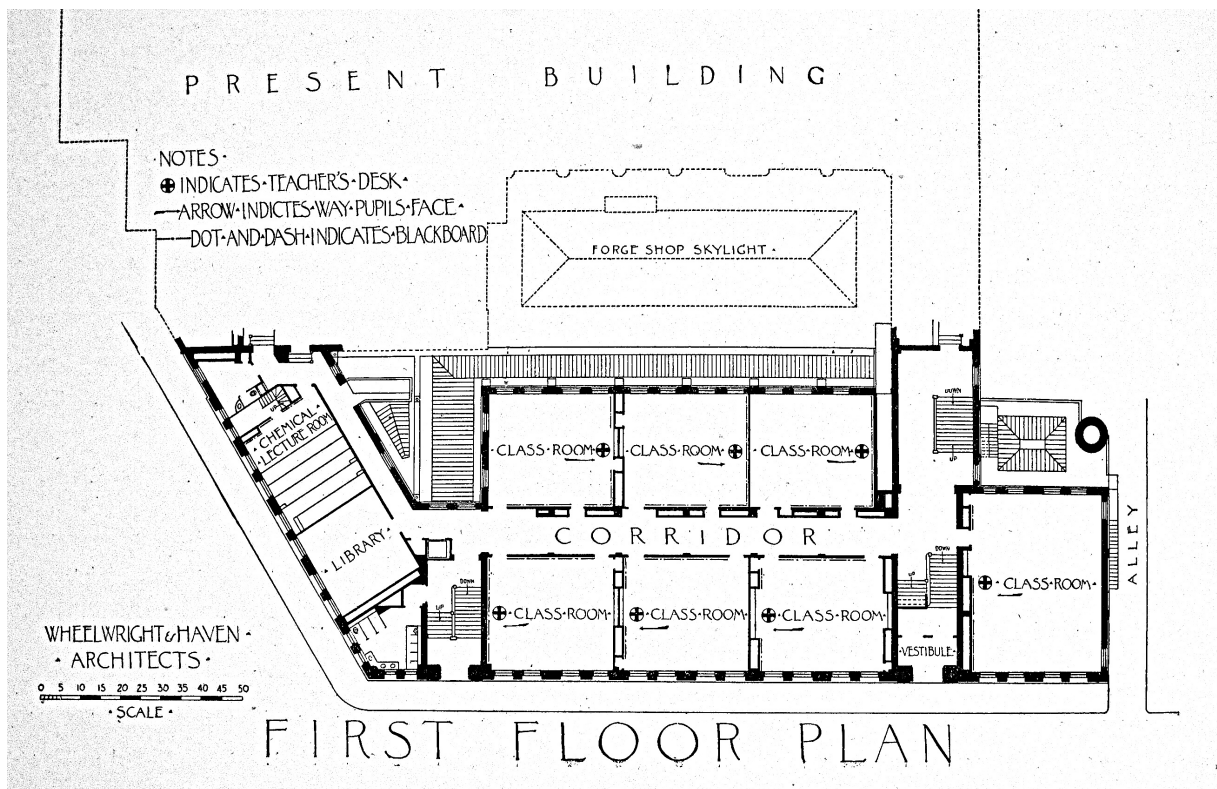 PRESENT BUILDING
·NOTES·
INDICATES·TEACHER'S·DESK·
ARROW·INDICTES·WAY·PUPILS·FACE·
DOT·AND·DASH·INDICATES·BLACKBOARD
FORGE SHOP SKYLIGHT·
DOWN
UP
UP
·CHEMICAL·
·LECTURE ROOM·
·CLASS·ROOM·
·CLASS·ROOM·
·CLASS·ROOM·
CORRIDOR
·LIBRARY·
ALLEY
DOWN
UP
DOWN
UP
·CLASS·ROOM·
·CLASS·ROOM·
·CLASS·ROOM·
·CLASS·ROOM·
·VESTIBULE·
WHEELWRIGHT & HAVEN·
·ARCHITECTS·
0 5 10 15 20 25 30 35 40 45 50
·SCALE·
FIRST FLOOR PLAN